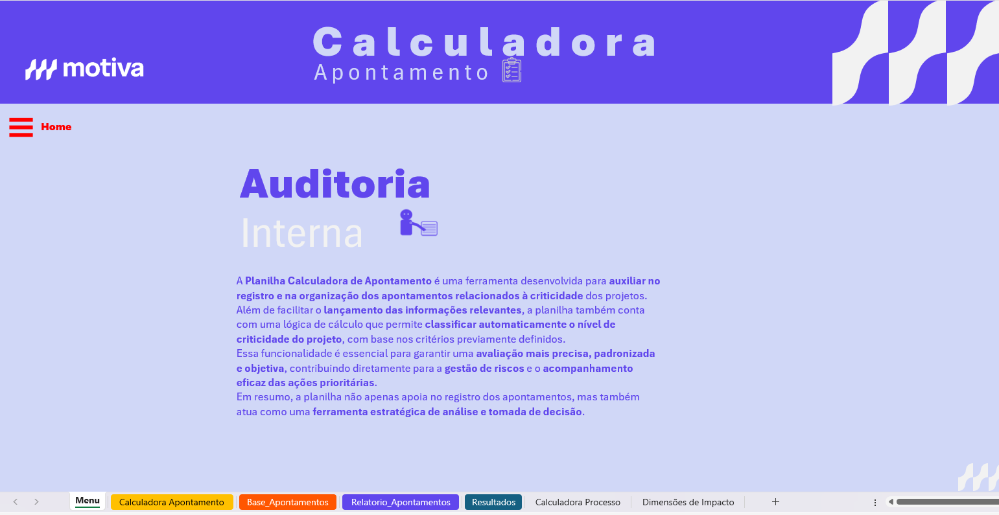 Calculadora
Apontamento
motiva
Home
Auditoria
Interna
A Planilha Calculadora de Apontamento é uma ferramenta desenvolvida para auxiliar no
registro e na organização dos apontamentos relacionados à criticidade dos projetos.
Além de facilitar o lançamento das informações relevantes, a planilha também conta
com uma lógica de cálculo que permite classificar automaticamente o nível de
criticidade do projeto, com base nos critérios previamente definidos.
Essa funcionalidade é essencial para garantir uma avaliação mais precisa, padronizada
e objetiva, contribuindo diretamente para a gestão de riscos e o acompanhamento
eficaz das ações prioritárias.
Em resumo, a planilha não apenas apoia no registro dos apontamentos, mas também
atua como uma ferramenta estratégica de análise e tomada de decisão.
Menu Calculadora Apontamento Base_Apontamentos Relatorio_Apontamentos Resultados Calculadora Processo Dimensões de Impacto